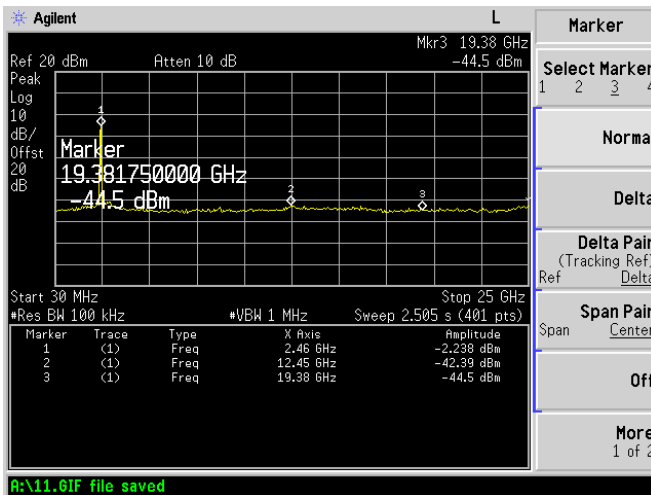 Agilent L
Mkr3 19.38 GHz
Ref 20 dBm Atten 10 dB -44.5 dBm
Peak
Log
10
dB/
Offst
20
dB
1
2
3
Marker
19.381750000 GHz
-44.5 dBm
Start 30 MHz Stop 25 GHz
#Res BW 100 kHz #VBW 1 MHz Sweep 2.505 s (401 pts)
Marker Trace Type X Axis Amplitude
1 (1) Freq 2.46 GHz -2.238 dBm
2 (1) Freq 12.45 GHz -42.39 dBm
3 (1) Freq 19.38 GHz -44.5 dBm
A:\11.GIF file saved
Marker
Select Marker
1 2 3 4
Norma
Delta
Delta Pair
(Tracking Ref)
Ref Delta
Span Pair
Span Center
Off
More
1 of 2